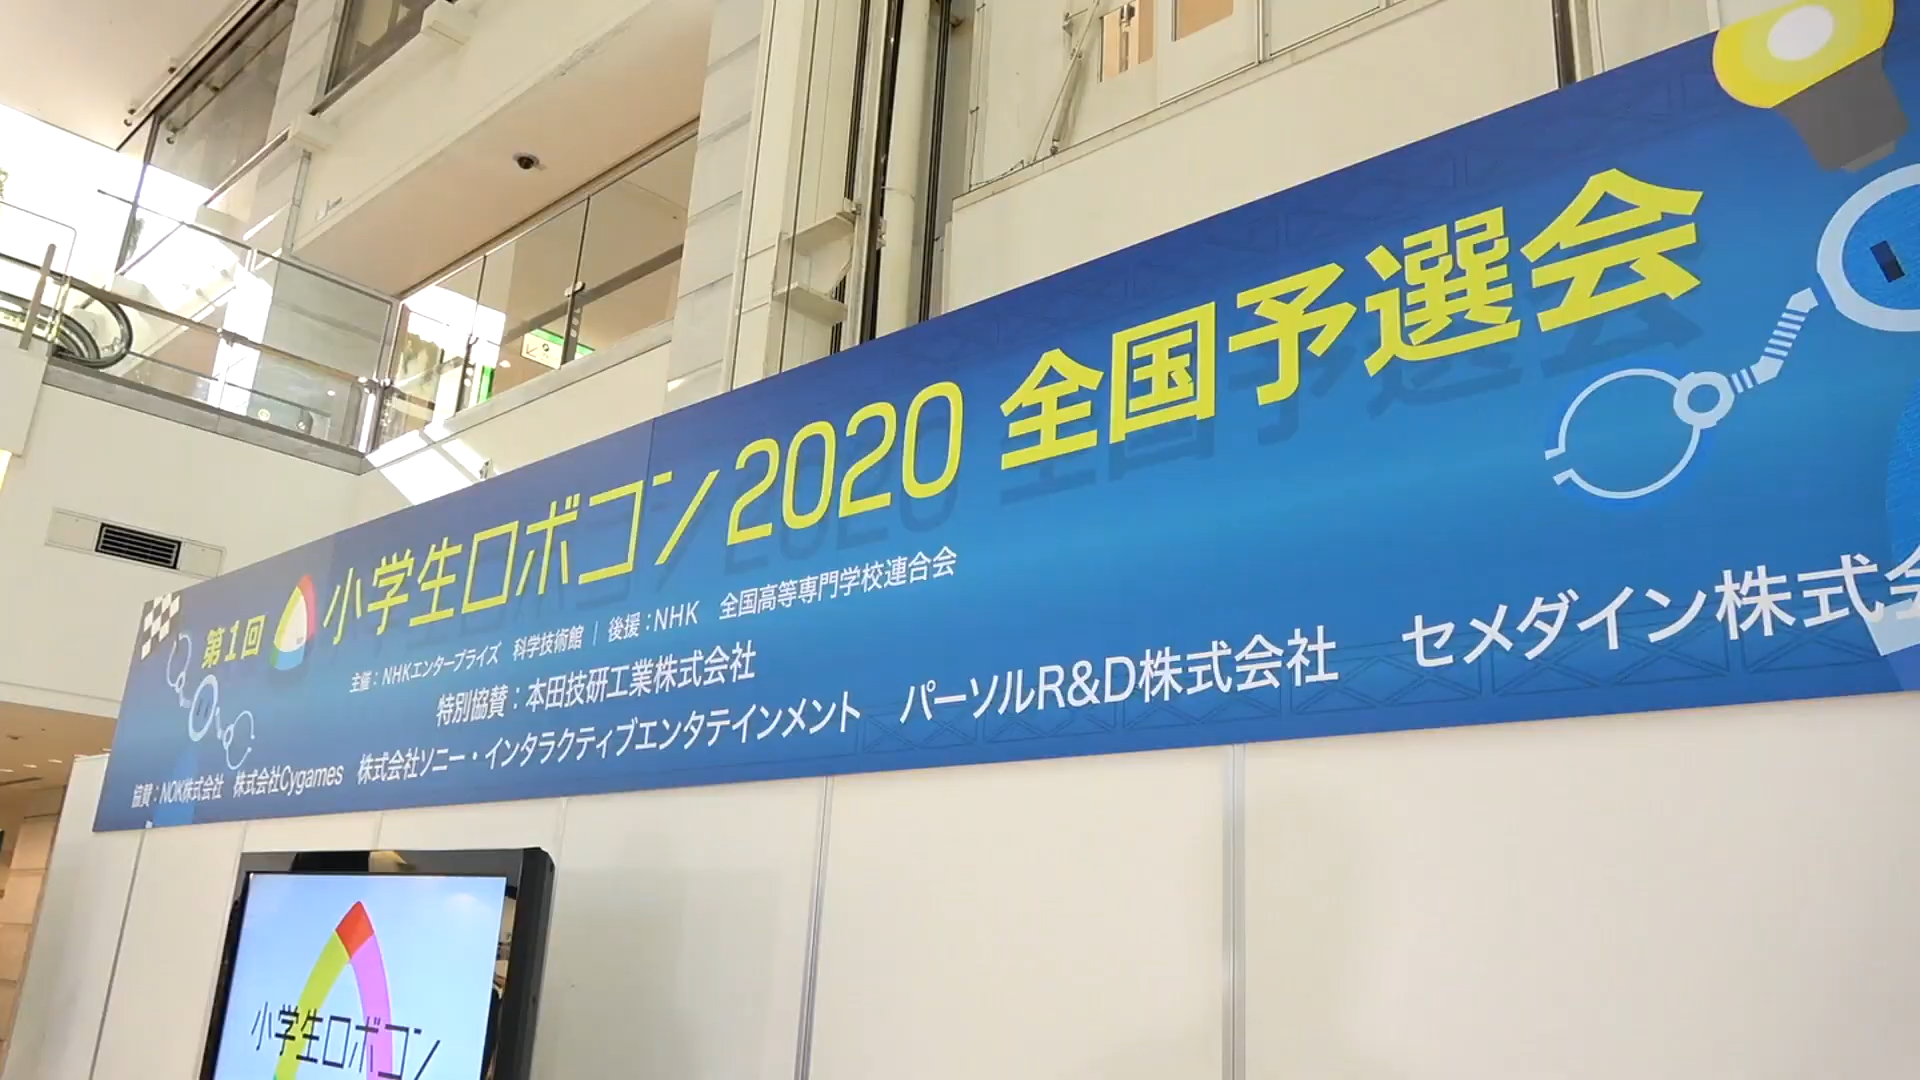 第1回 小学生ロボコン2020 全国予選会
主催：NHKエンタープライズ 科学技術館｜後援：NHK 全国高等専門学校連合会
特別協賛：本田技研工業株式会社
協賛：NOK株式会社 株式会社Cygames 株式会社ソニー・インタラクティブエンタテインメント パーソルR&D株式会社 セメダイン株式会
小学生ロボコン